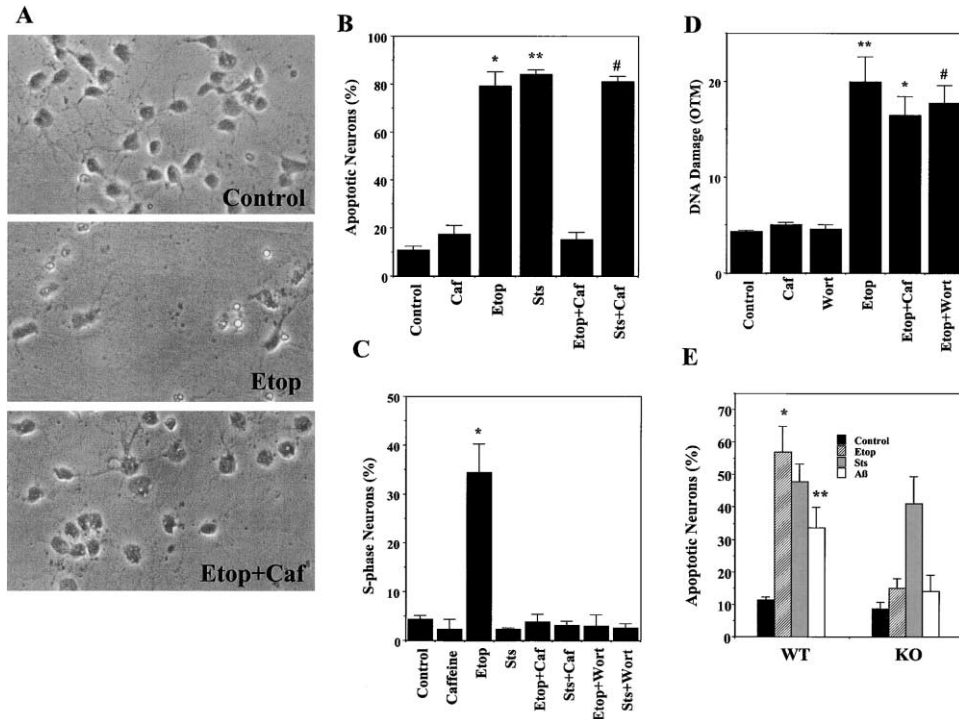 A
Control
Etop
Etop+Caf
B
Apoptotic Neurons (%)
100
80
60
40
20
0
*
**
#
Control
Caf
Etop
Sts
Etop+Caf
Sts+Caf
C
S-phase Neurons (%)
50
40
30
20
10
0
*
Control
Caffeine
Etop
Sts
Etop+Caf
Sts+Caf
Etop+Wort
Sts+Wort
D
DNA Damage (OTM)
20
10
0
**
*
#
Control
Caf
Wort
Etop
Etop+Caf
Etop+Wort
E
Apoptotic Neurons (%)
70
60
50
40
30
20
10
0
*
**
Control
Etop
Sts
Aß
WT
KO